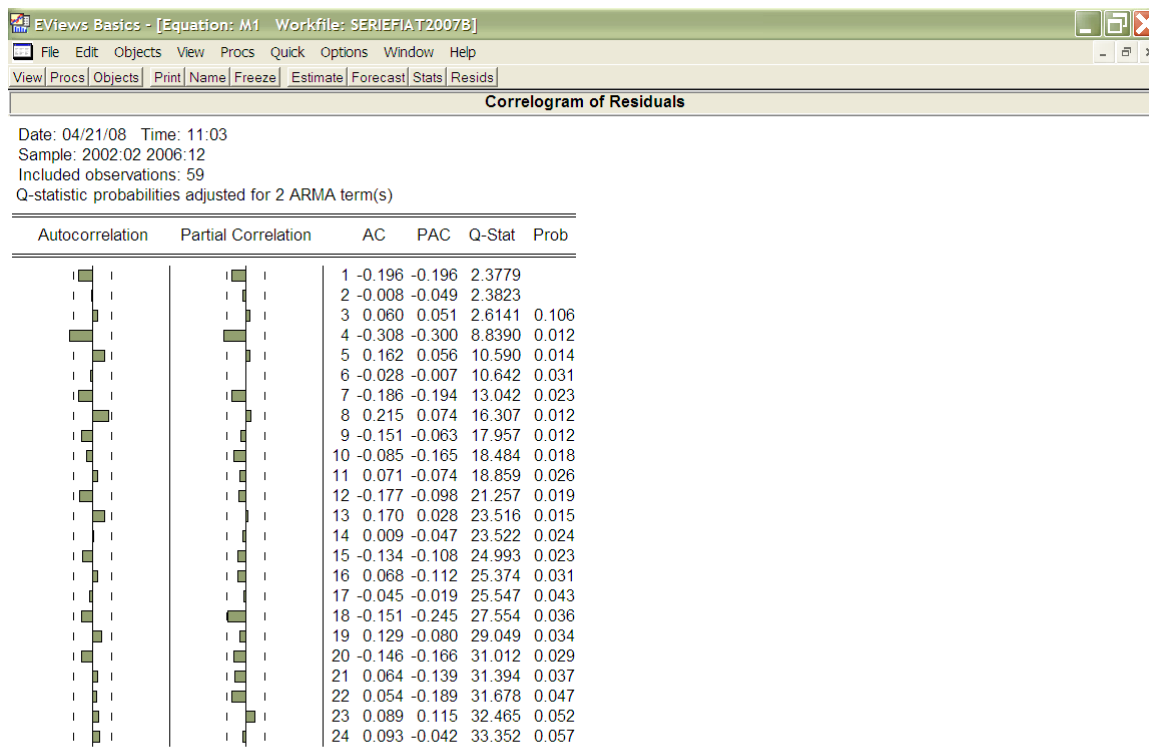 EViews Basics - [Equation: M1 Workfile: SERIEFIAT2007B]
File Edit Objects View Procs Quick Options Window Help
View Procs Objects Print Name Freeze Estimate Forecast Stats Resids
Correlogram of Residuals
Date: 04/21/08 Time: 11:03
Sample: 2002:02 2006:12
Included observations: 59
Q-statistic probabilities adjusted for 2 ARMA term(s)
Autocorrelation Partial Correlation AC PAC Q-Stat Prob
1 -0.196 -0.196 2.3779
2 -0.008 -0.049 2.3823
3 0.060 0.051 2.6141 0.106
4 -0.308 -0.300 8.8390 0.012
5 0.162 0.056 10.590 0.014
6 -0.028 -0.007 10.642 0.031
7 -0.186 -0.194 13.042 0.023
8 0.215 0.074 16.307 0.012
9 -0.151 -0.063 17.957 0.012
10 -0.085 -0.165 18.484 0.018
11 0.071 -0.074 18.859 0.026
12 -0.177 -0.098 21.257 0.019
13 0.170 0.028 23.516 0.015
14 0.009 -0.047 23.522 0.024
15 -0.134 -0.108 24.993 0.023
16 0.068 -0.112 25.374 0.031
17 -0.045 -0.019 25.547 0.043
18 -0.151 -0.245 27.554 0.036
19 0.129 -0.080 29.049 0.034
20 -0.146 -0.166 31.012 0.029
21 0.064 -0.139 31.394 0.037
22 0.054 -0.189 31.678 0.047
23 0.089 0.115 32.465 0.052
24 0.093 -0.042 33.352 0.057